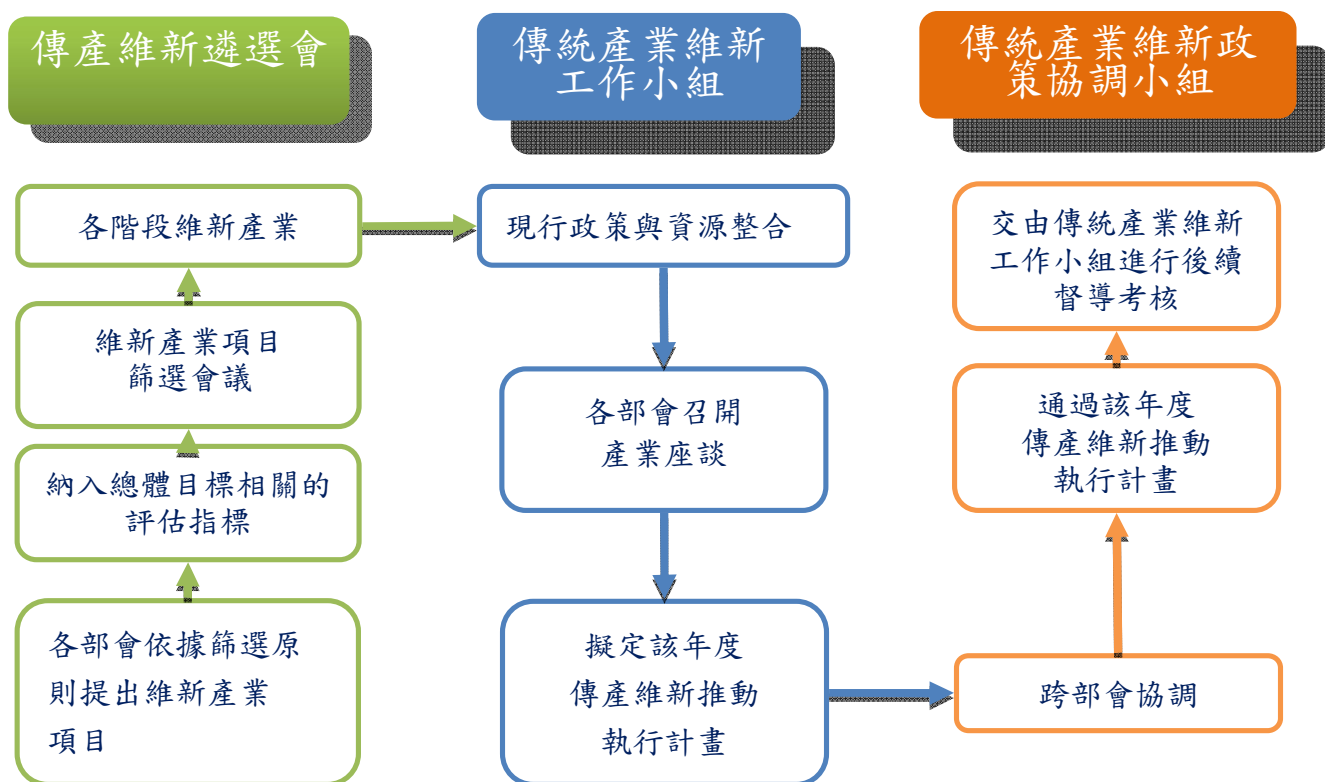 傳產維新遴選會
傳統產業維新
工作小組
傳統產業維新政
策協調小組
各階段維新產業
維新產業項目
篩選會議
納入總體目標相關的
評估指標
各部會依據篩選原
則提出維新產業
項目
現行政策與資源整合
各部會召開
產業座談
擬定該年度
傳產維新推動
執行計畫
交由傳統產業維新
工作小組進行後續
督導考核
通過該年度
傳產維新推動
執行計畫
跨部會協調